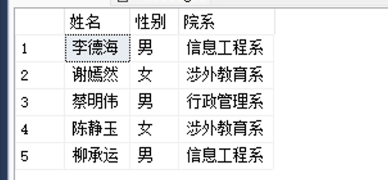 姓名 性别 院系
1 李德海 男 信息工程系
2 谢嫣然 女 涉外教育系
3 蔡明伟 男 行政管理系
4 陈静玉 女 涉外教育系
5 柳承运 男 信息工程系